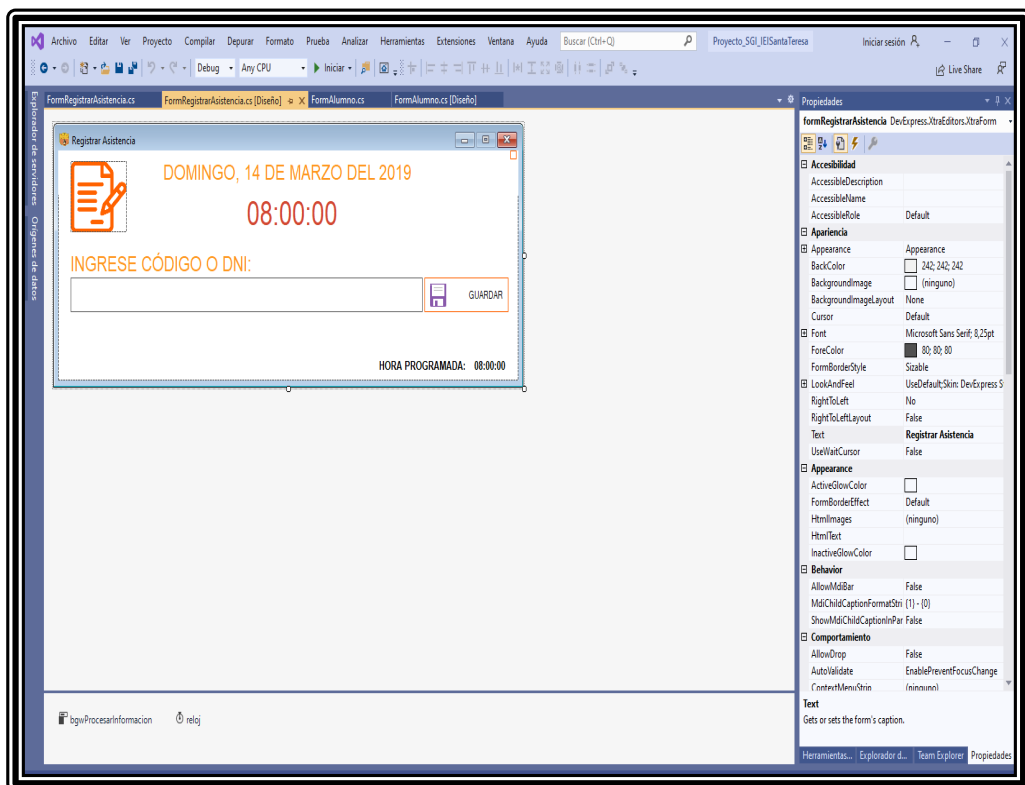 Archivo Editar Ver Proyecto Compilar Depurar Formato Prueba Analizar Herramientas Extensiones Ventana Ayuda Buscar (Ctrl+Q) Proyecto_SGI_IEISantaTeresa Iniciar sesión
Debug Any CPU Iniciar Live Share
Explorador de servidores
Orígenes de datos
FormRegistrarAsistencia.cs FormRegistrarAsistencia.cs [Diseño] FormAlumno.cs FormAlumno.cs [Diseño]
Registrar Asistencia
DOMINGO, 14 DE MARZO DEL 2019
08:00:00
INGRESE CÓDIGO O DNI:
GUARDAR
HORA PROGRAMADA: 08:00:00
bgwProcesarInformacion reloj
Propiedades
formRegistrarAsistencia DevExpress.XtraEditors.XtraForm
Accesibilidad
AccessibleDescription
AccessibleName
AccessibleRole Default
Apariencia
Appearance Appearance
BackColor 242; 242; 242
BackgroundImage (ninguno)
BackgroundImageLayout None
Cursor Default
Font Microsoft Sans Serif; 8,25pt
ForeColor 80; 80; 80
FormBorderStyle Sizable
LookAndFeel UseDefault;Skin: DevExpress S
RightToLeft No
RightToLeftLayout False
Text Registrar Asistencia
UseWaitCursor False
Appearance
ActiveGlowColor
FormBorderEffect Default
HtmlImages (ninguno)
HtmlText
InactiveGlowColor
Behavior
AllowMdiBar False
MdiChildCaptionFormatStri {1} - {0}
ShowMdiChildCaptionInPar False
Comportamiento
AllowDrop False
AutoValidate EnablePreventFocusChange
ContextMenuStrip (ninguno)
Text
Gets or sets the form's caption.
Herramientas... Explorador d... Team Explorer Propiedades